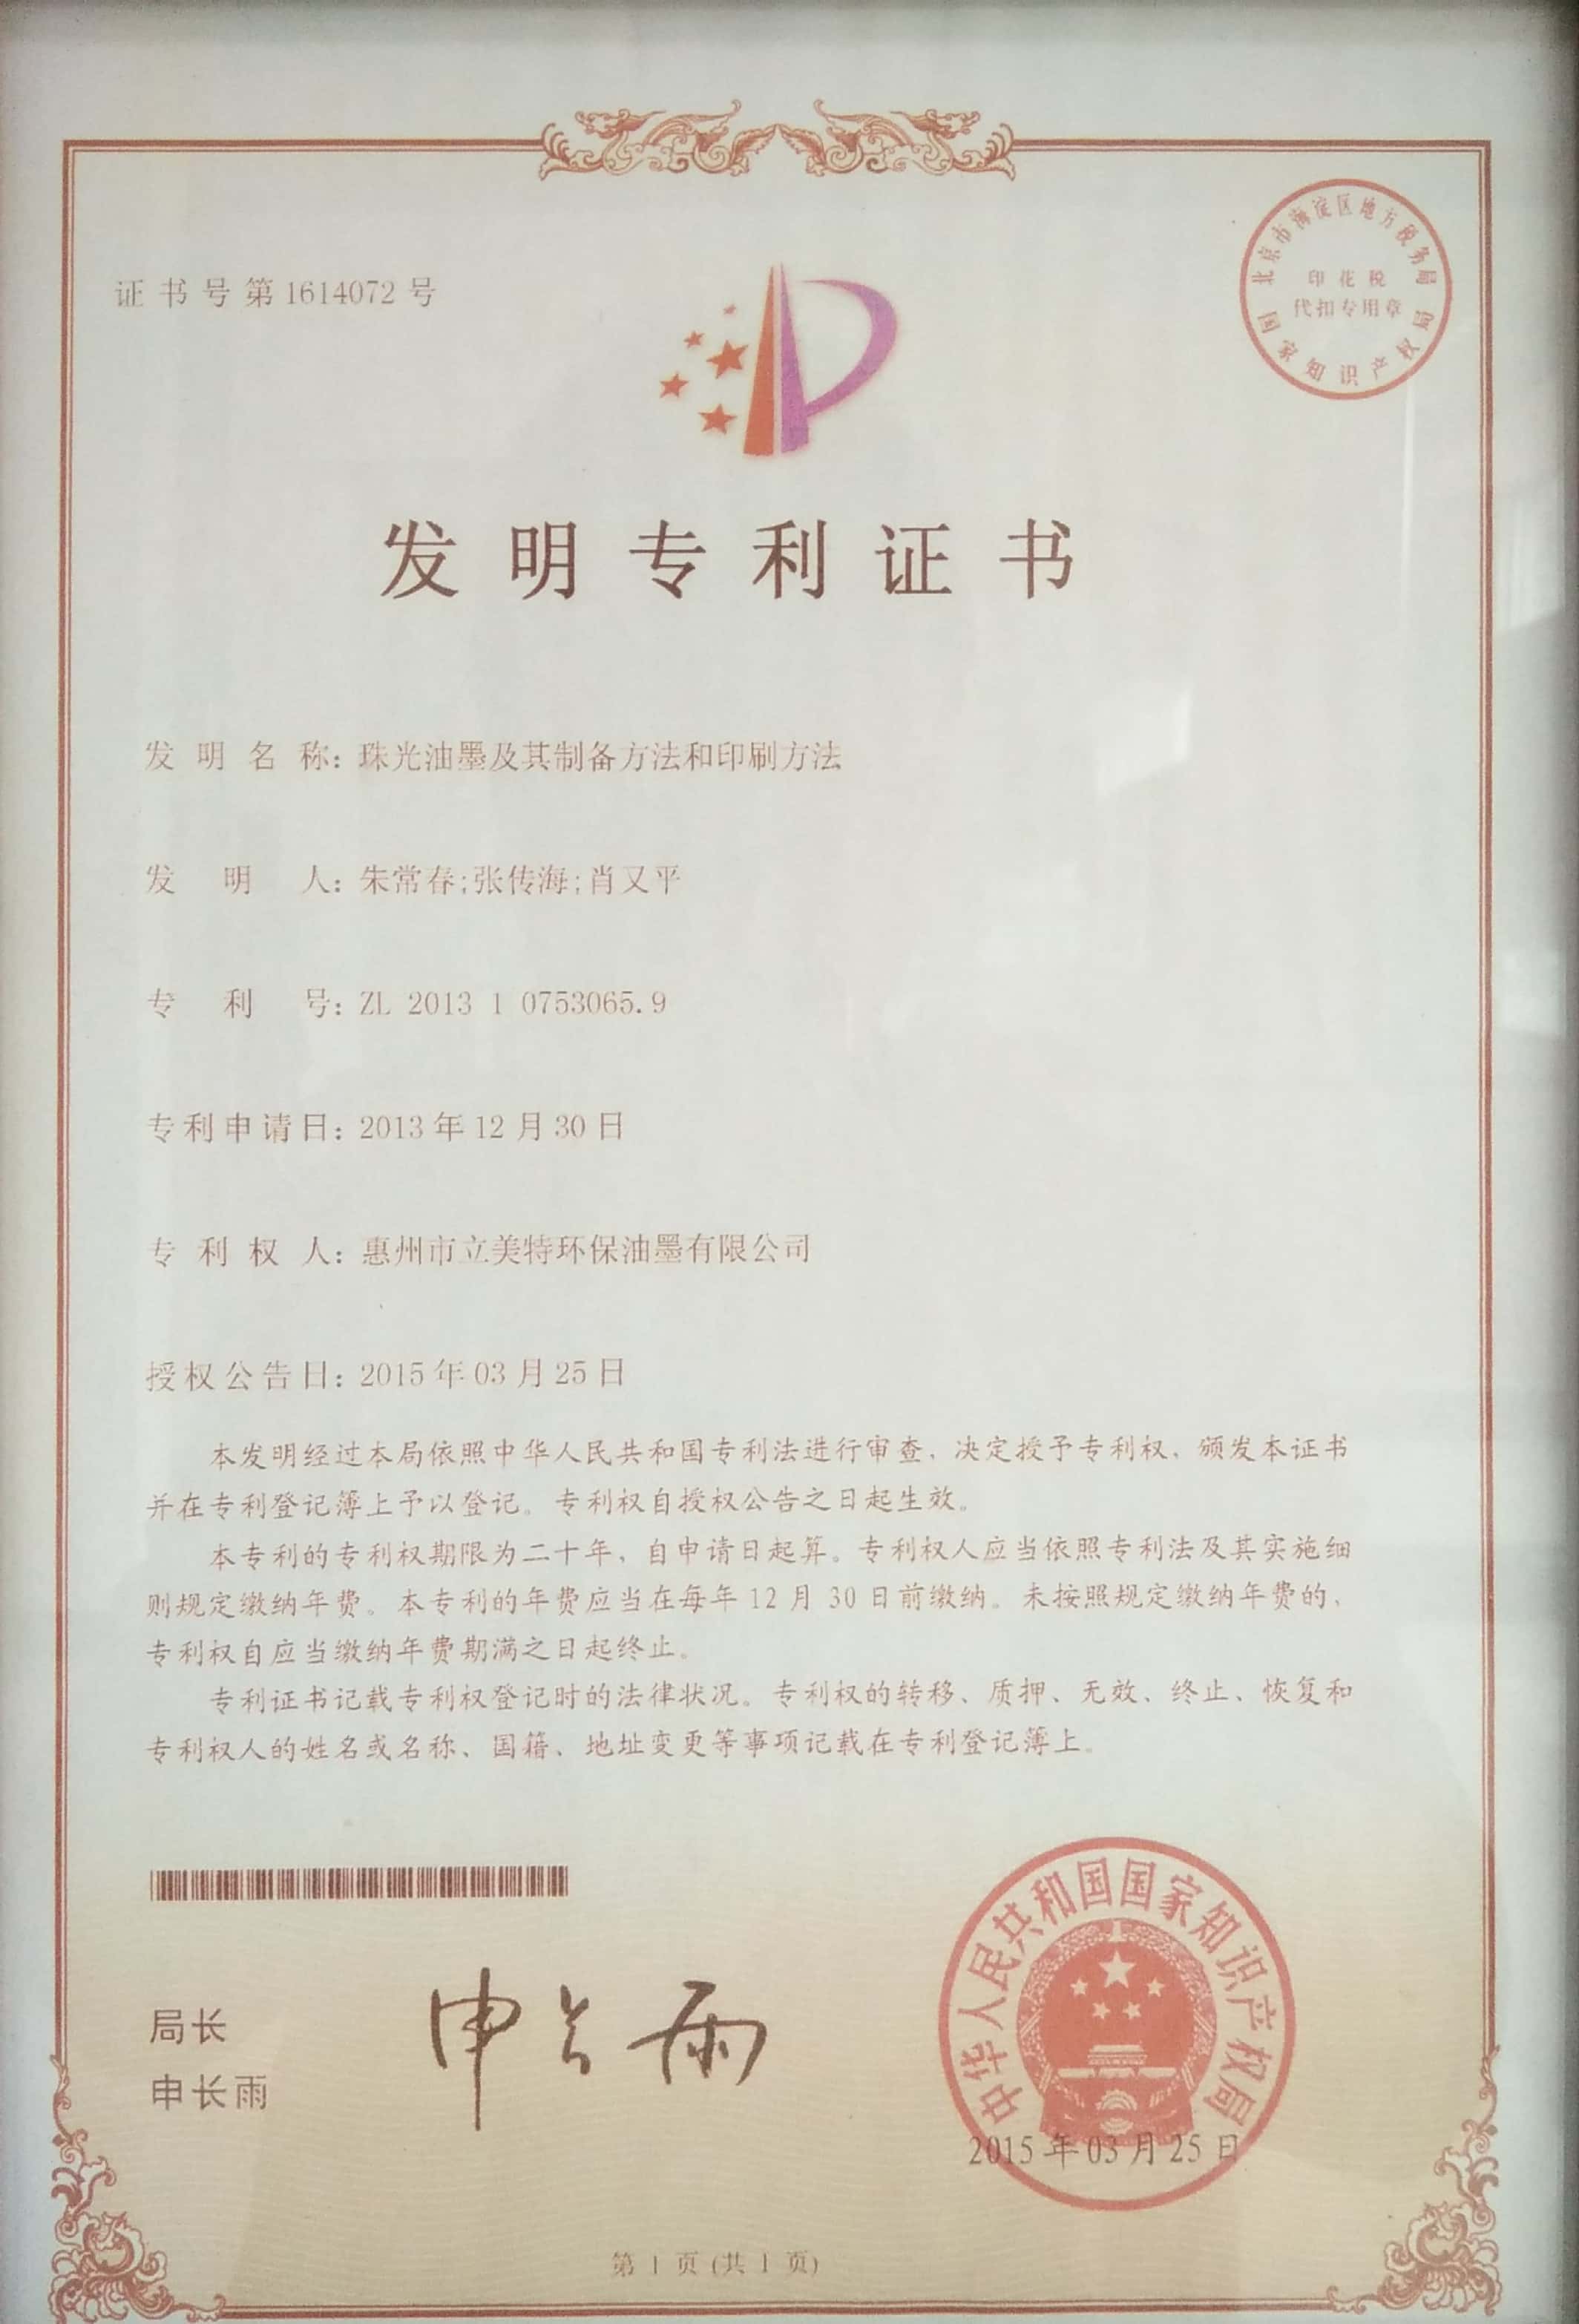 证书号第1614072号
北京市海淀区地方税务局
印花税
代扣专用章
国家知识产权局
发明专利证书
发明名称：珠光油墨及其制备方法和印刷方法
发明人：朱常春;张传海;肖又平
专利号：ZL 2013 1 0753065.9
专利申请日：2013年12月30日
专利权人：惠州市立美特环保油墨有限公司
授权公告日：2015年03月25日
本发明经过本局依照中华人民共和国专利法进行审查，决定授予专利权，颁发本证书
并在专利登记簿上予以登记。专利权自授权公告之日起生效。
本专利的专利权期限为二十年，自申请日起算。专利权人应当依照专利法及其实施细
则规定缴纳年费。本专利的年费应当在每年12月30日前缴纳。未按照规定缴纳年费的，
专利权自应当缴纳年费期满之日起终止。
专利证书记载专利权登记时的法律状况。专利权的转移、质押、无效、终止、恢复和
专利权人的姓名或名称、国籍、地址变更等事项记载在专利登记簿上。
局长
申长雨
申长雨
中华人民共和国国家知识产权局
2015年03月25日
第1页(共1页)